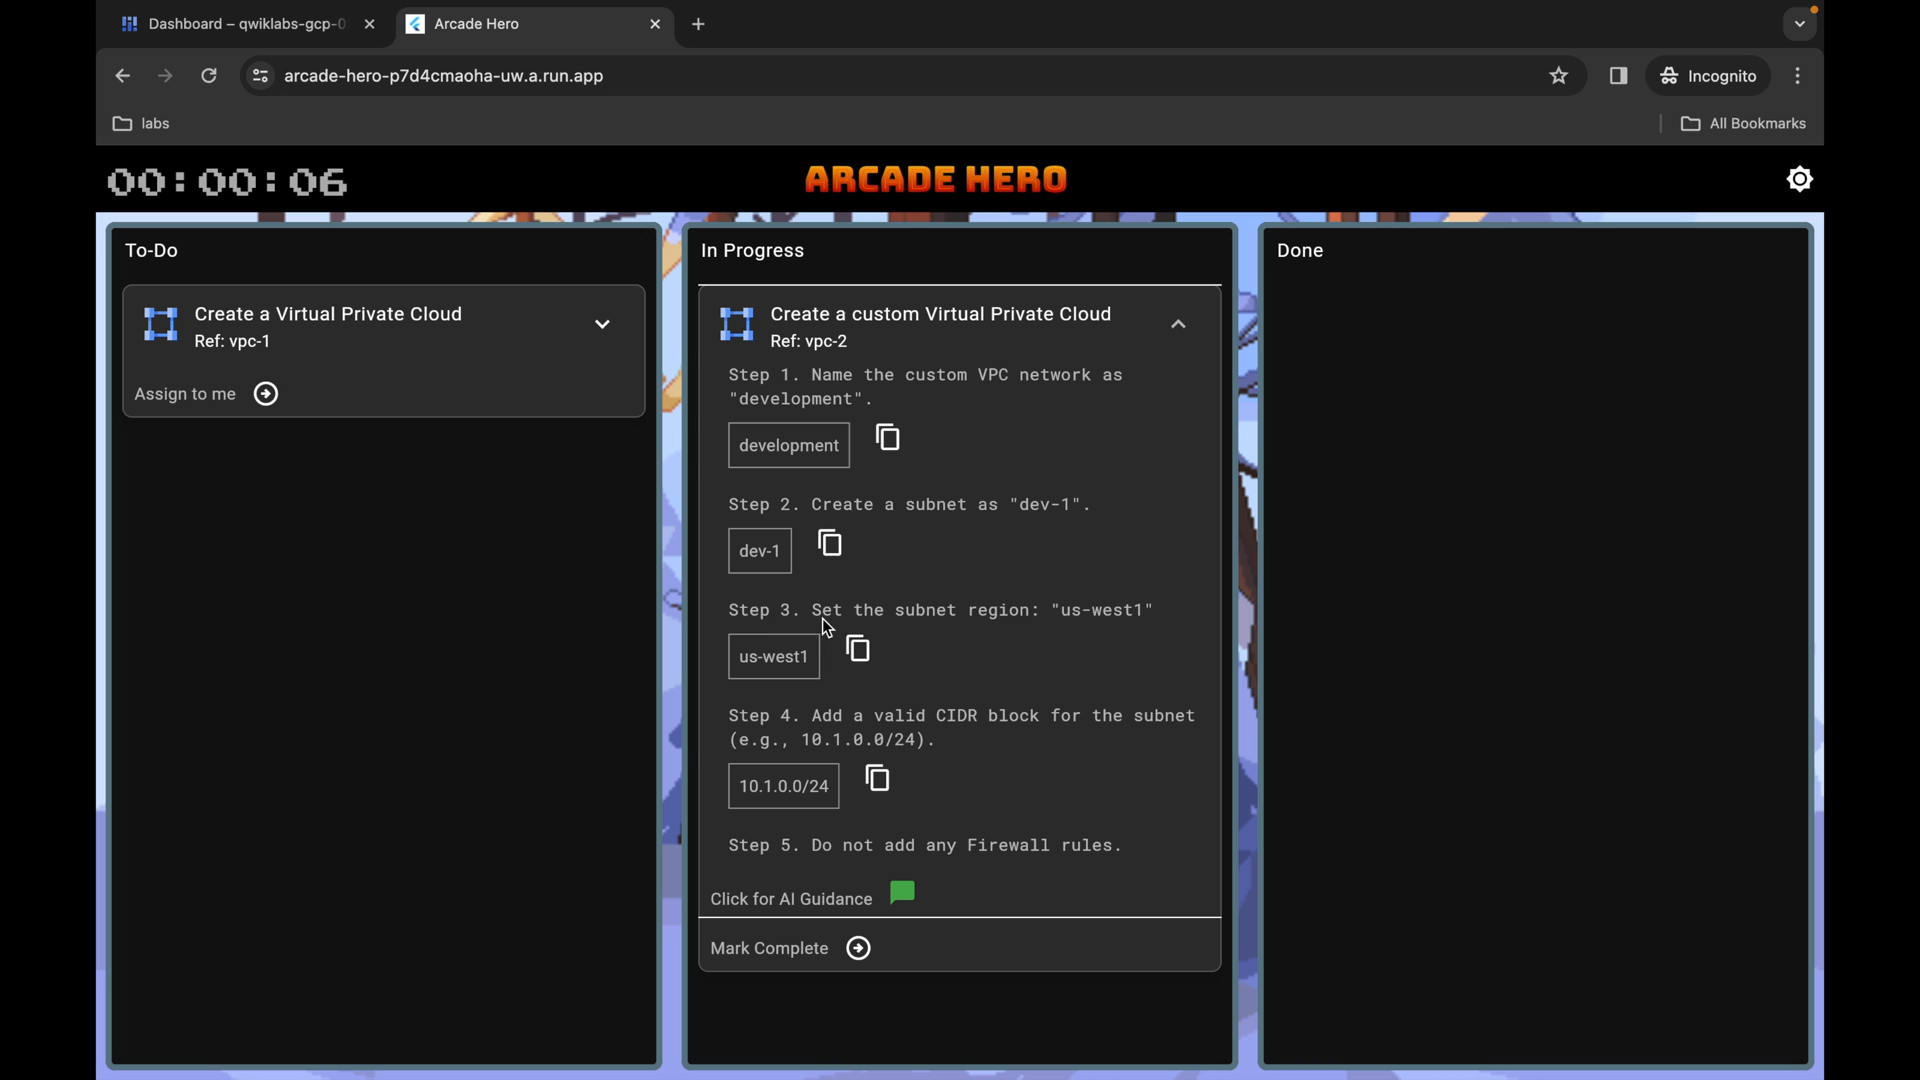 Dashboard – qwiklabs-gcp-0
Arcade Hero
arcade-hero-p7d4cmaoha-uw.a.run.app
Incognito
labs
All Bookmarks
00:00:06
ARCADE HERO
To-Do
Create a Virtual Private Cloud
Ref: vpc-1
Assign to me
In Progress
Create a custom Virtual Private Cloud
Ref: vpc-2
Step 1. Name the custom VPC network as
"development".
development
Step 2. Create a subnet as "dev-1".
dev-1
Step 3. Set the subnet region: "us-west1"
us-west1
Step 4. Add a valid CIDR block for the subnet
(e.g., 10.1.0.0/24).
10.1.0.0/24
Step 5. Do not add any Firewall rules.
Click for AI Guidance
Mark Complete
Done